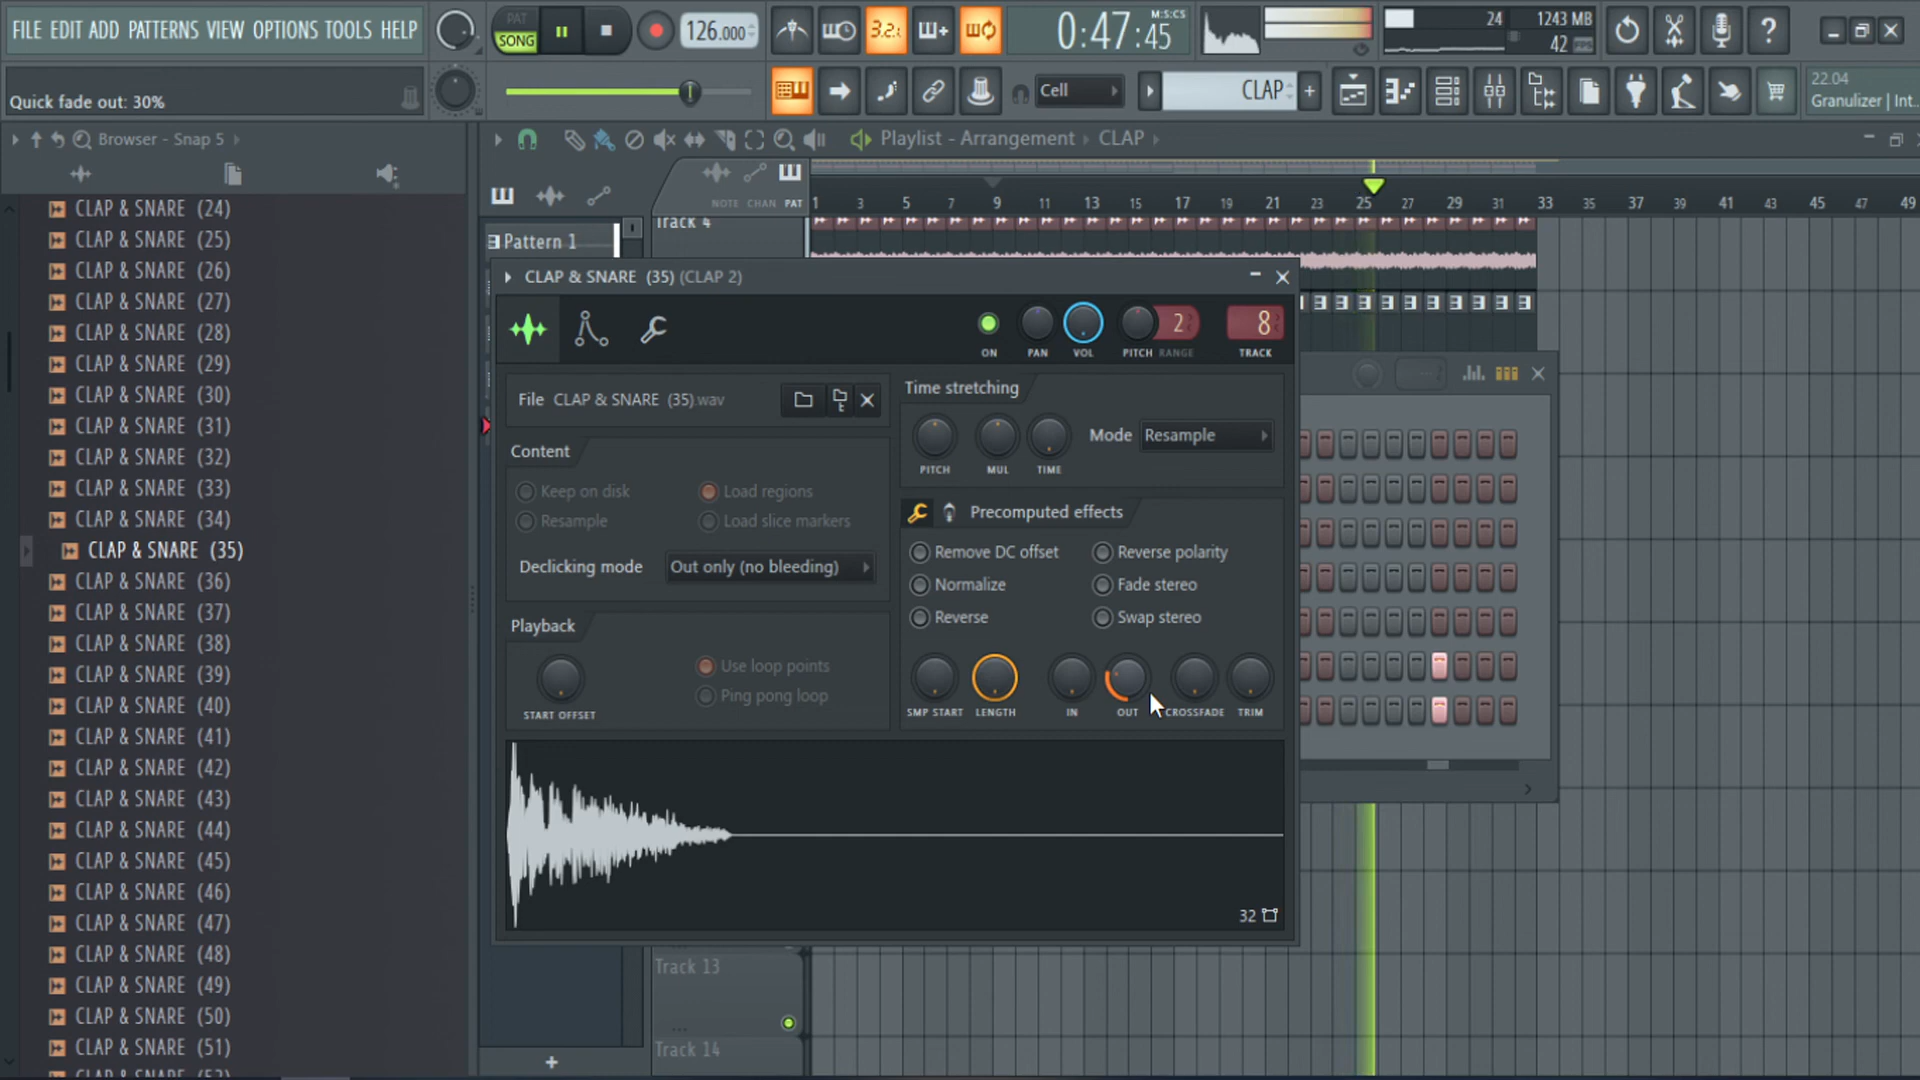 FILE EDIT ADD PATTERNS VIEW OPTIONS TOOLS HELP
PAT
SONG
126.000
3.2.
0:47:45
M:S:CS
24
1243 MB
42
Quick fade out: 30%
Cell
CLAP
22.04
Granulizer | Int..
Browser - Snap 5
Playlist - Arrangement
CLAP
NOTE CHAN PAT
1 3 5 7 9 11 13 15 17 19 21 23 25 27 29 31 33 35 37 39 41 43 45 47 49
Pattern 1
Track 4
CLAP & SNARE (24)
CLAP & SNARE (25)
CLAP & SNARE (26)
CLAP & SNARE (27)
CLAP & SNARE (28)
CLAP & SNARE (29)
CLAP & SNARE (30)
CLAP & SNARE (31)
CLAP & SNARE (32)
CLAP & SNARE (33)
CLAP & SNARE (34)
CLAP & SNARE (35)
CLAP & SNARE (36)
CLAP & SNARE (37)
CLAP & SNARE (38)
CLAP & SNARE (39)
CLAP & SNARE (40)
CLAP & SNARE (41)
CLAP & SNARE (42)
CLAP & SNARE (43)
CLAP & SNARE (44)
CLAP & SNARE (45)
CLAP & SNARE (46)
CLAP & SNARE (47)
CLAP & SNARE (48)
CLAP & SNARE (49)
CLAP & SNARE (50)
CLAP & SNARE (51)
CLAP & SNARE (35) (CLAP 2)
2
8
ON PAN VOL PITCH RANGE TRACK
File CLAP & SNARE (35).wav
Content
Keep on disk
Load regions
Resample
Load slice markers
Declicking mode
Out only (no bleeding)
Playback
Use loop points
Ping pong loop
START OFFSET
Time stretching
Mode Resample
PITCH MUL TIME
Precomputed effects
Remove DC offset
Reverse polarity
Normalize
Fade stereo
Reverse
Swap stereo
SMP START LENGTH IN OUT CROSSFADE TRIM
32
Track 13
Track 14